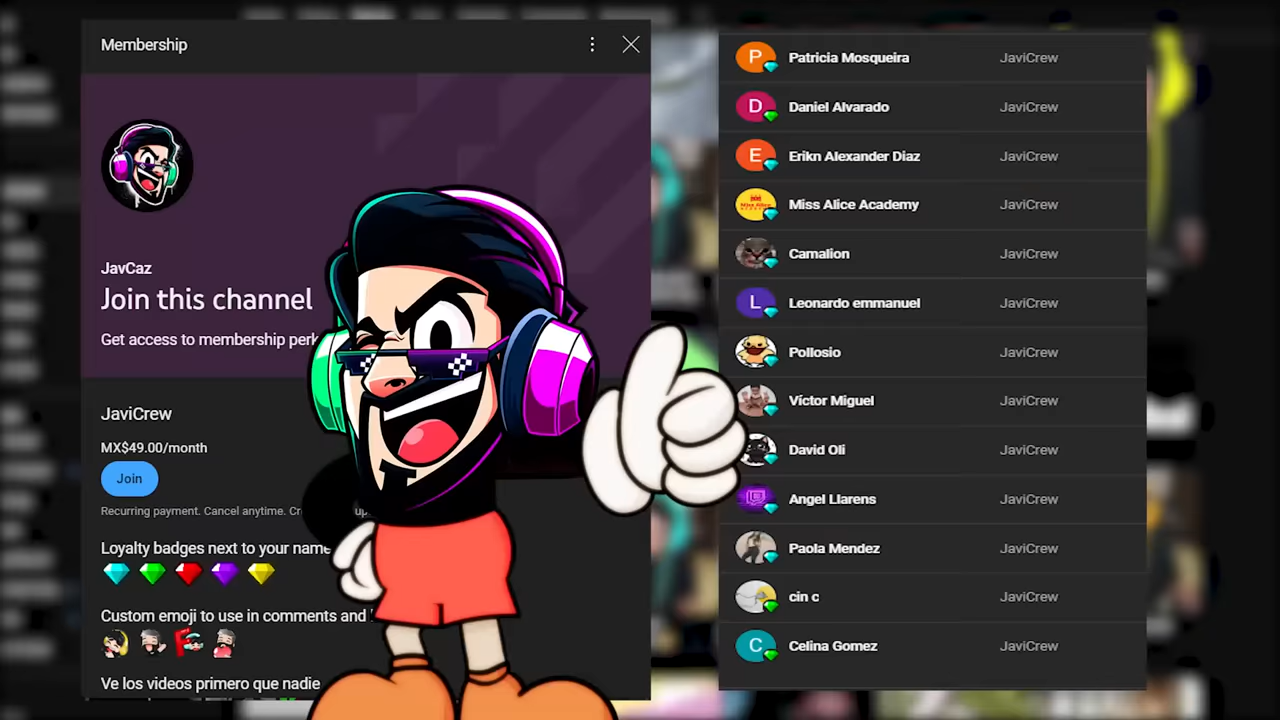 Membership
JavCaz
Join this channel
Get access to membership perk
JaviCrew
MX$49.00/month
Join
Recurring payment. Cancel anytime. Cr
Loyalty badges next to your name
Custom emoji to use in comments and
Ve los videos primero que nadie
P Patricia Mosqueira JaviCrew
D Daniel Alvarado JaviCrew
E Erikn Alexander Diaz JaviCrew
Miss Alice Academy JaviCrew
Camalion JaviCrew
L Leonardo emmanuel JaviCrew
Pollosio JaviCrew
Víctor Miguel JaviCrew
David Oli JaviCrew
Angel Llarens JaviCrew
Paola Mendez JaviCrew
cin c JaviCrew
C Celina Gomez JaviCrew